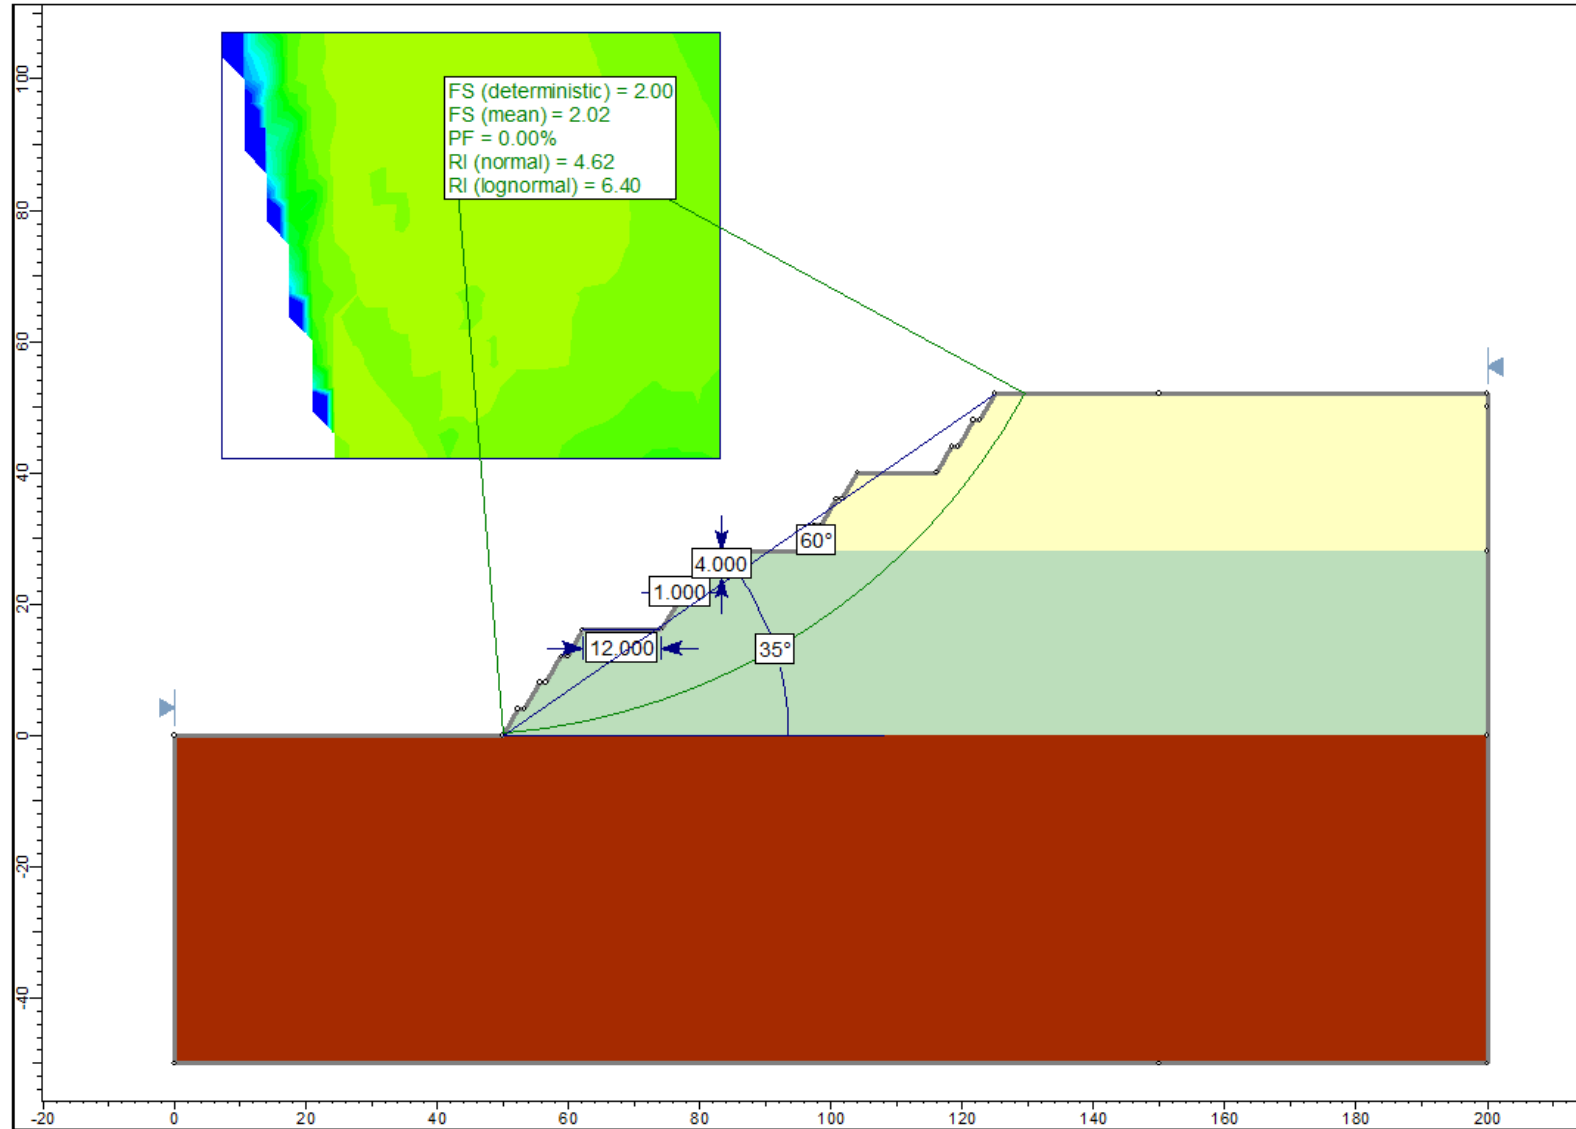 FS (deterministic) = 2.00
FS (mean) = 2.02
PF = 0.00%
RI (normal) = 4.62
RI (lognormal) = 6.40
100
80
60
40
20
0
-20
-40
60°
4.000
1.000
12.000
35°
-20 0 20 40 60 80 100 120 140 160 180 200